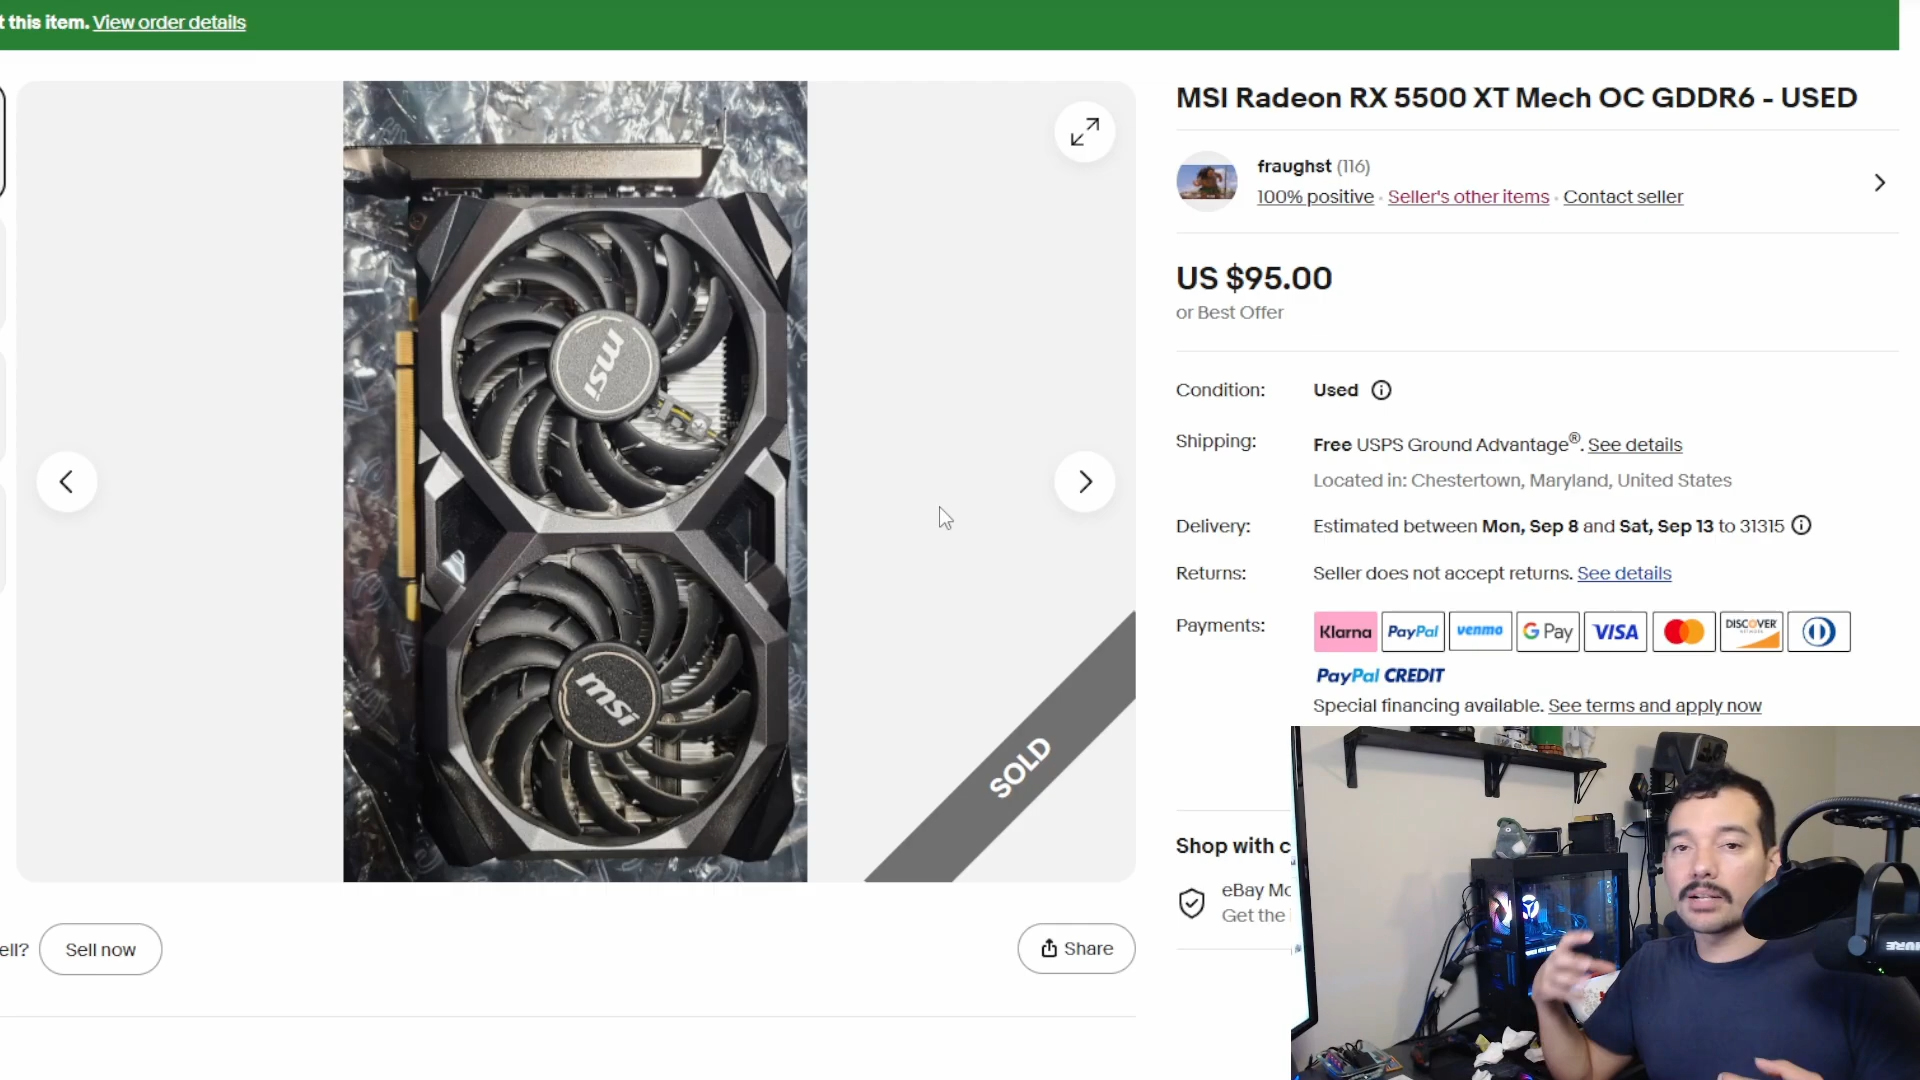 t this item. View order details
MSI Radeon RX 5500 XT Mech OC GDDR6 - USED
fraughst (116)
100% positive · Seller's other items · Contact seller
US $95.00
or Best Offer
Condition: Used
Shipping: Free USPS Ground Advantage®. See details
Located in: Chestertown, Maryland, United States
Delivery: Estimated between Mon, Sep 8 and Sat, Sep 13 to 31315
Returns: Seller does not accept returns. See details
Payments: Klarna PayPal venmo G Pay VISA DISCOVER
PayPal CREDIT
Special financing available. See terms and apply now
msi
msi
SOLD
Shop with c
eBay Mo
Get the
ell? Sell now
Share